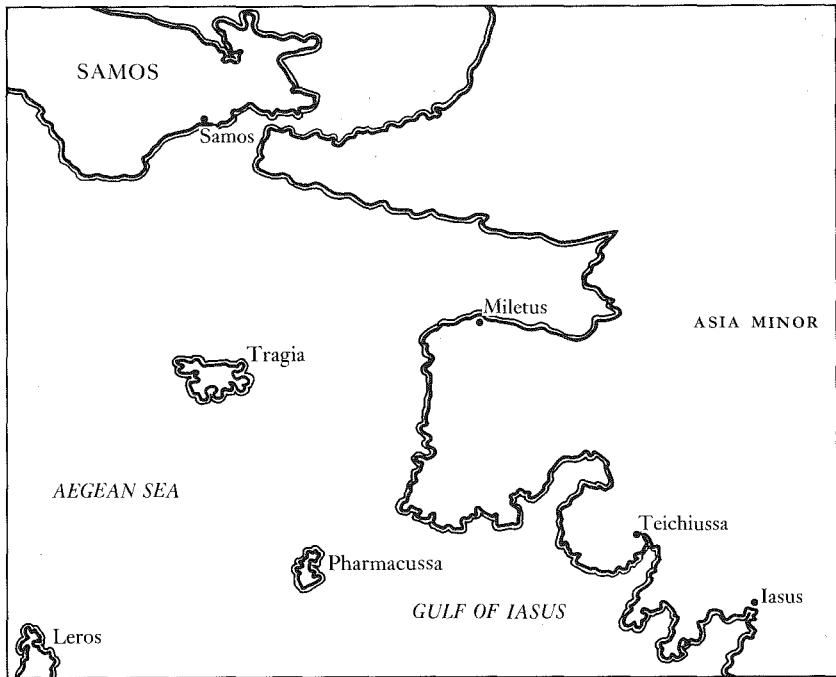 SAMOS
Samos
Miletus
ASIA MINOR
Tragia
AEGEAN SEA
Teichiussa
Pharmacussa
Iasus
GULF OF IASUS
Leros